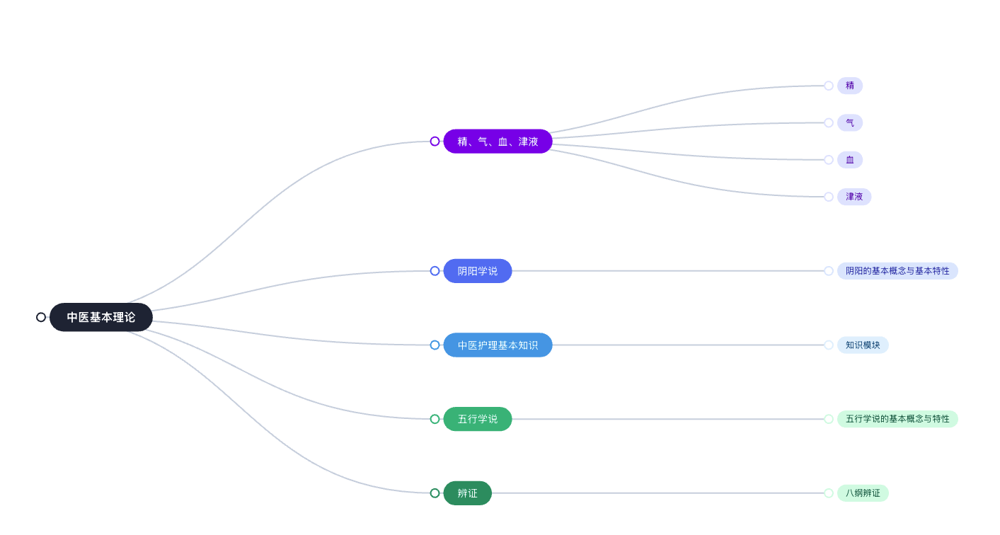 中医基本理论
精、气、血、津液
精
气
血
津液
阴阳学说
阴阳的基本概念与基本特性
中医护理基本知识
知识模块
五行学说
五行学说的基本概念与特性
辨证
八纲辨证